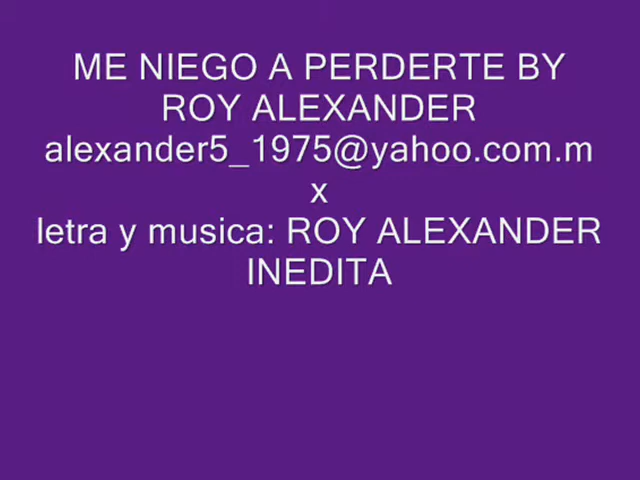 ME NIEGO A PERDERTE BY
ROY ALEXANDER
alexander5_1975@yahoo.com.m
x
letra y musica: ROY ALEXANDER
INEDITA